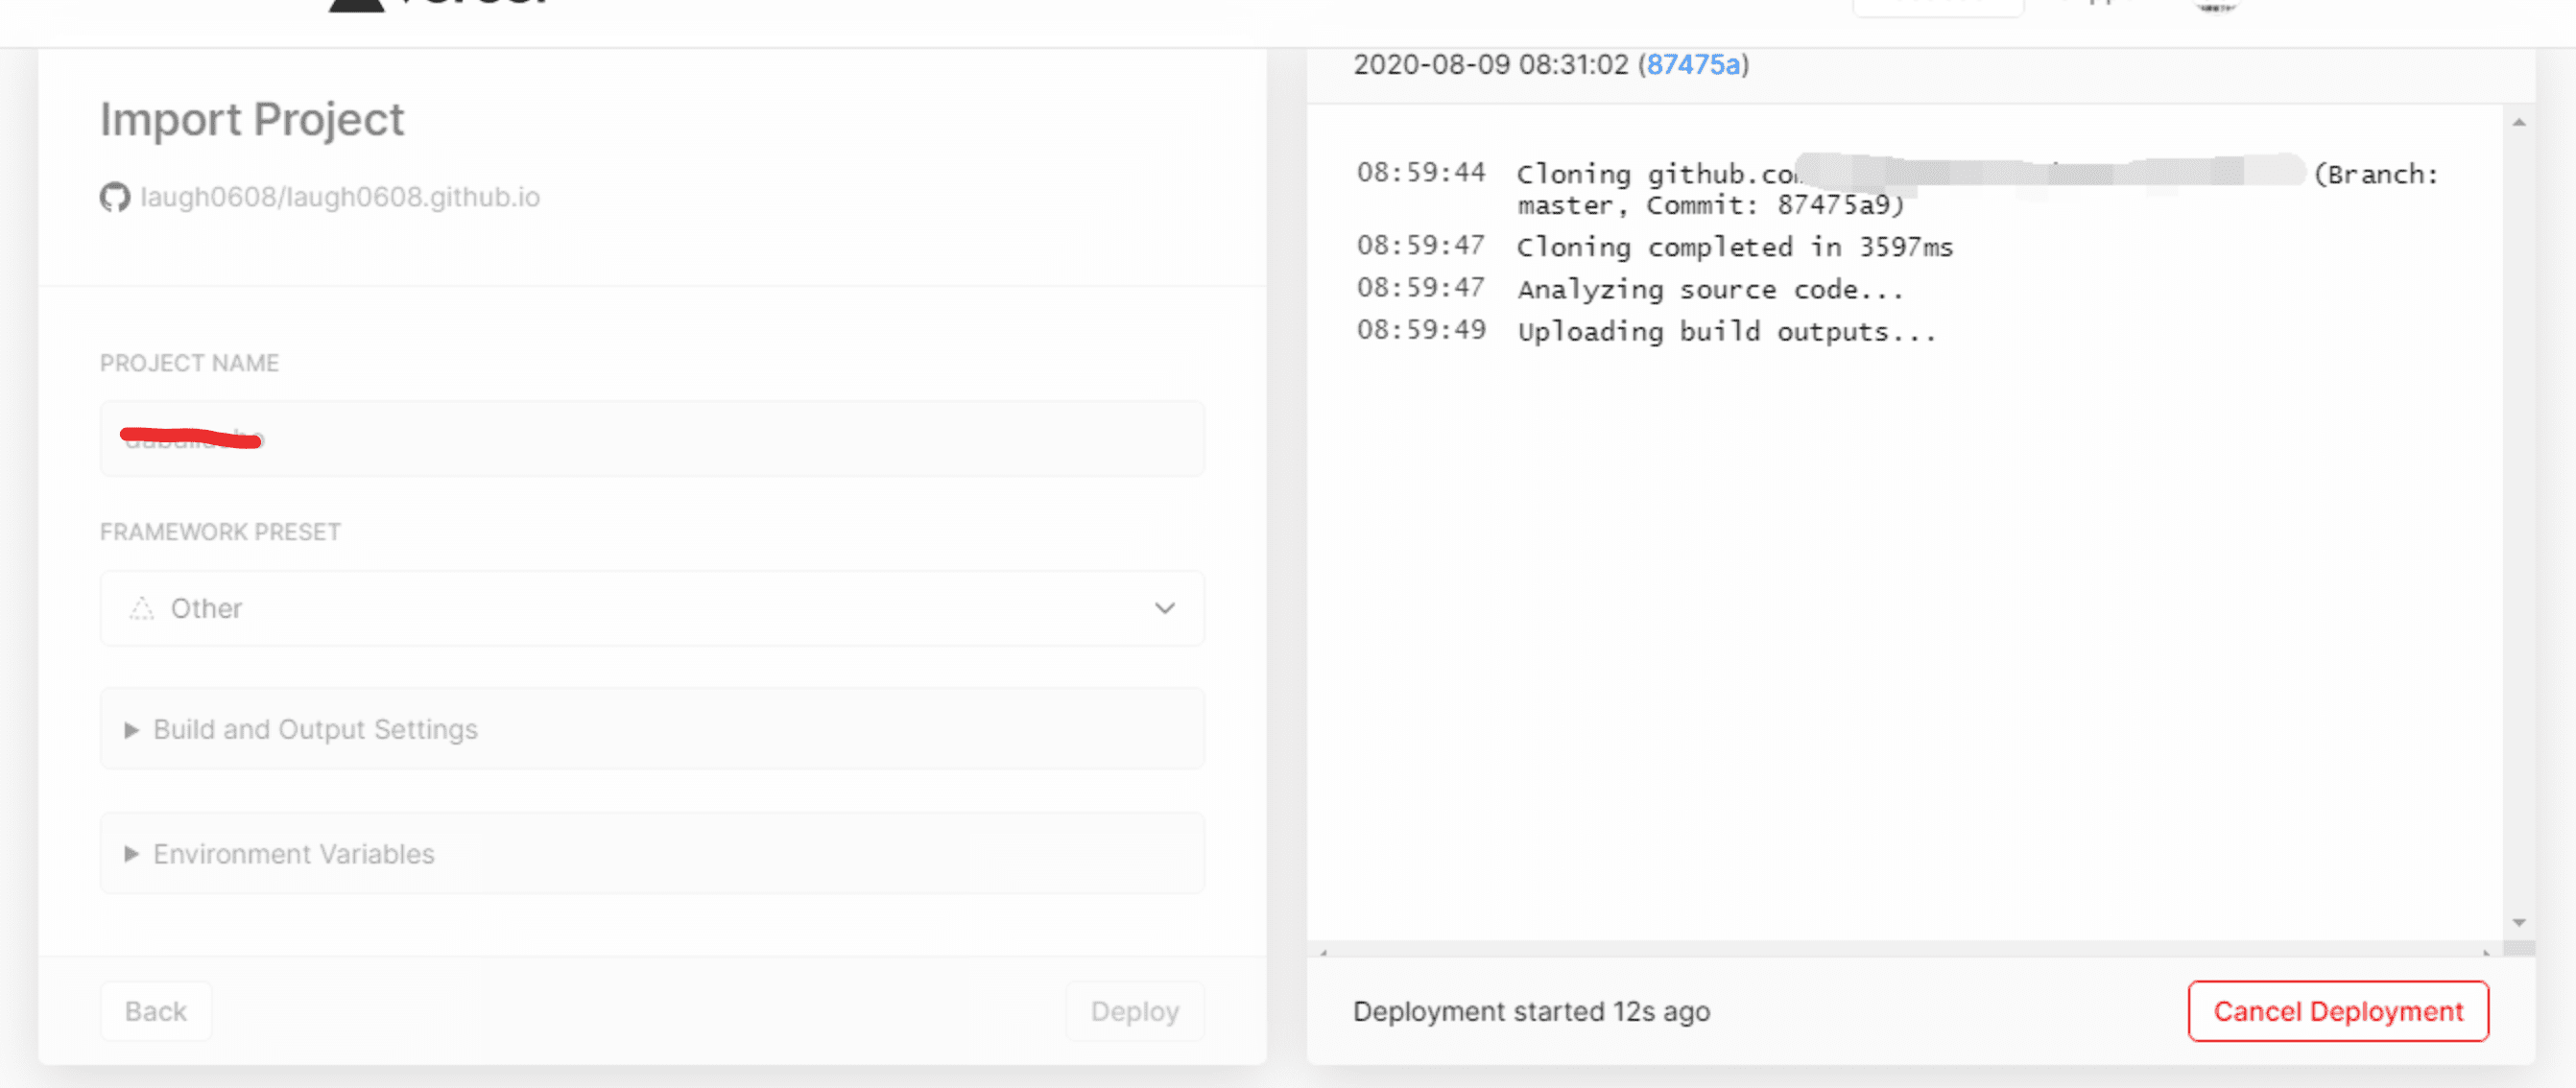 Import Project
laugh0608/laugh0608.github.io
PROJECT NAME
FRAMEWORK PRESET
Other
Build and Output Settings
Environment Variables
Back
Deploy
2020-08-09 08:31:02 (87475a)
08:59:44 Cloning github.com (Branch:
master, Commit: 87475a9)
08:59:47 Cloning completed in 3597ms
08:59:47 Analyzing source code...
08:59:49 Uploading build outputs...
Deployment started 12s ago
Cancel Deployment